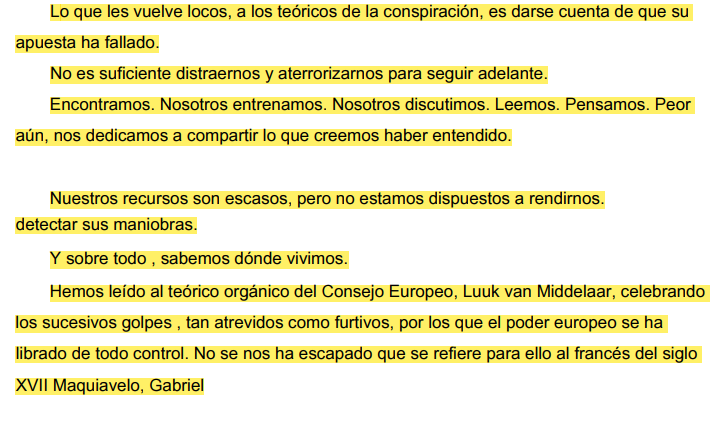 Lo que les vuelve locos, a los teóricos de la conspiración, es darse cuenta de que su
apuesta ha fallado.
No es suficiente distraernos y aterrorizarnos para seguir adelante.
Encontramos. Nosotros entrenamos. Nosotros discutimos. Leemos. Pensamos. Peor
aún, nos dedicamos a compartir lo que creemos haber entendido.
Nuestros recursos son escasos, pero no estamos dispuestos a rendirnos.
detectar sus maniobras.
Y sobre todo , sabemos dónde vivimos.
Hemos leído al teórico orgánico del Consejo Europeo, Luuk van Middelaar, celebrando
los sucesivos golpes , tan atrevidos como furtivos, por los que el poder europeo se ha
librado de todo control. No se nos ha escapado que se refiere para ello al francés del siglo
XVII Maquiavelo, Gabriel